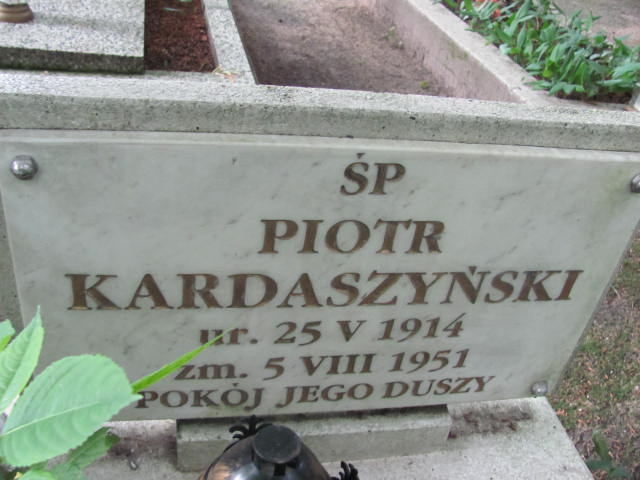 ŚP
PIOTR
KARDASZYŃSKI
ur. 25 V 1914
zm. 5 VIII 1951
POKÓJ JEGO DUSZY